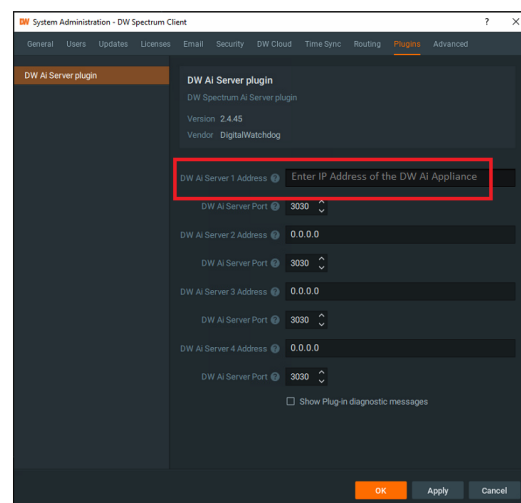 DW System Administration - DW Spectrum Client ? ×
General Users Updates Licenses Email Security DW Cloud Time Sync Routing Plugins Advanced
DW Ai Server plugin
DW Ai Server plugin
DW Spectrum Ai Server plugin
Version 2.4.45
Vendor DigitalWatchdog
DW Ai Server 1 Address ? Enter IP Address of the DW Ai Appliance
DW Ai Server Port ? 3030
DW Ai Server 2 Address ? 0.0.0.0
DW Ai Server Port ? 3030
DW Ai Server 3 Address ? 0.0.0.0
DW Ai Server Port ? 3030
DW Ai Server 4 Address ? 0.0.0.0
DW Ai Server Port ? 3030
Show Plug-in diagnostic messages
OK Apply Cancel